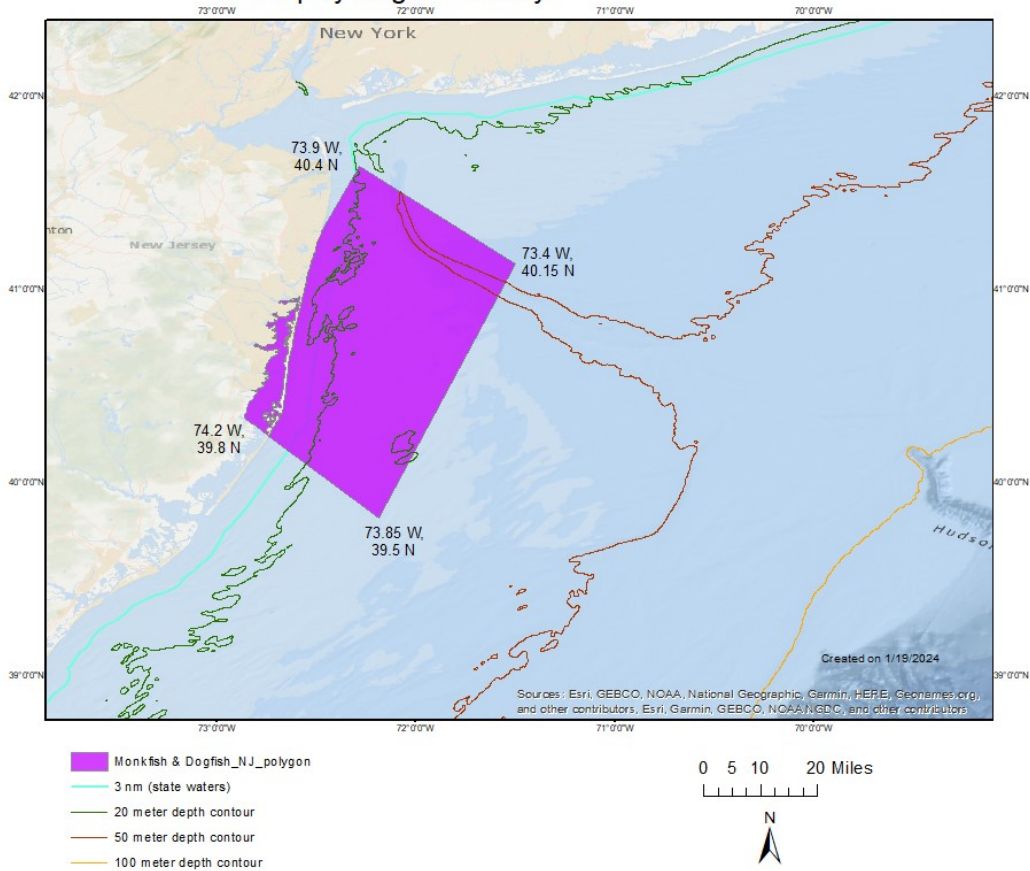 73°0'0"W 72°0'0"W 71°0'0"W 70°0'0"W
New York
42°0'0"N 42°0'0"N
73.9 W,
40.4 N
New Jersey
73.4 W,
40.15 N
41°0'0"N 41°0'0"N
74.2 W,
39.8 N
40°0'0"N 40°0'0"N
73.85 W,
39.5 N
Created on 1/19/2024
39°0'0"N 39°0'0"N
Sources: Esri, GEBCO, NOAA, National Geographic, Garmin, HERE, Geonames.org,
and other contributors, Esri, Garmin, GEBCO, NOAA NGDC, and other contributors
73°0'0"W 72°0'0"W 71°0'0"W 70°0'0"W
Monkfish & Dogfish_NJ_polygon
3 nm (state waters)
20 meter depth contour
50 meter depth contour
100 meter depth contour
0 5 10 20 Miles
N